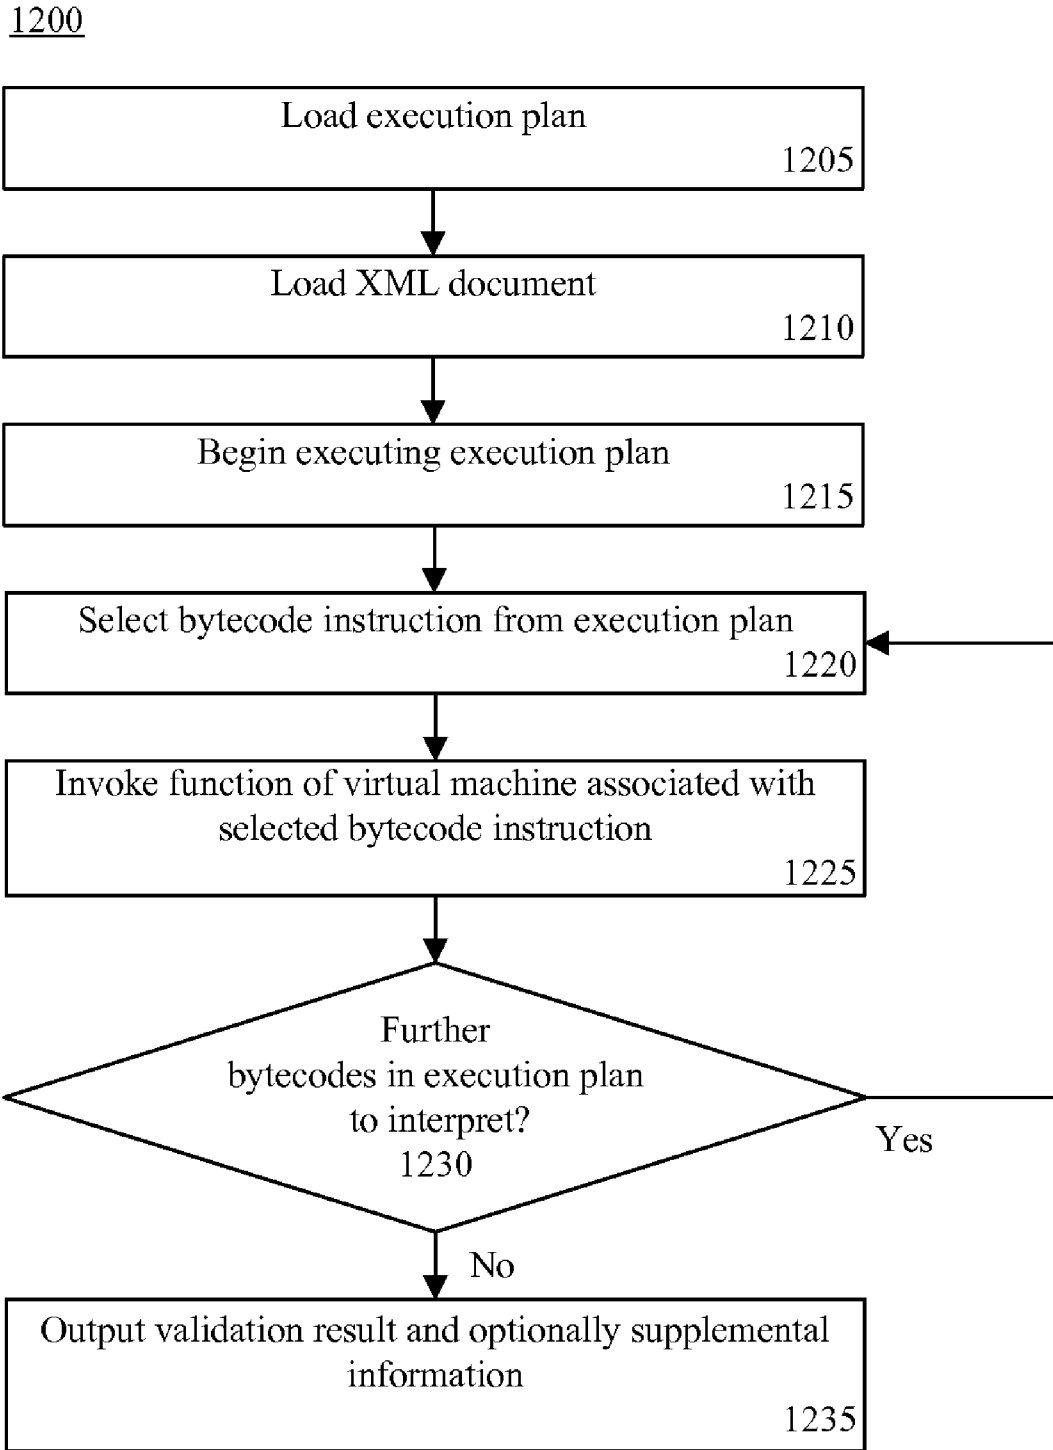 1200
Load execution plan
1205
Load XML document
1210
Begin executing execution plan
1215
Select bytecode instruction from execution plan
1220
Invoke function of virtual machine associated with
selected bytecode instruction
1225
Further
bytecodes in execution plan
to interpret?
1230
Yes
No
Output validation result and optionally supplemental
information
1235